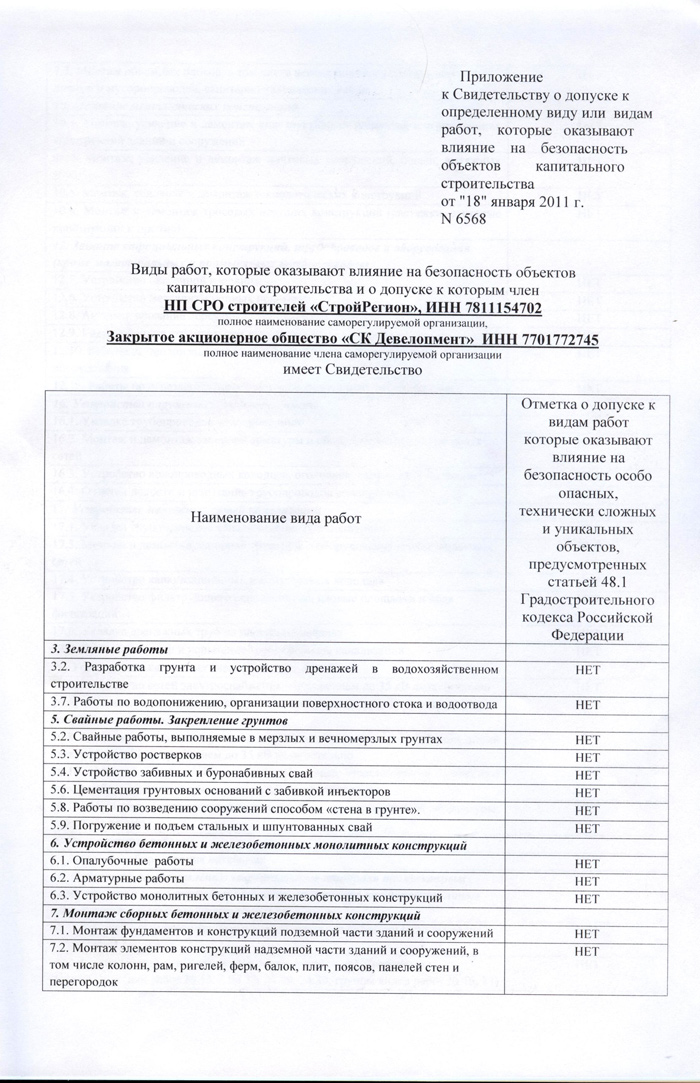 Приложение
к Свидетельству о допуске к
определенному виду или видам
работ, которые оказывают
влияние на безопасность
объектов капитального
строительства
от "18" января 2011 г.
N 6568
Виды работ, которые оказывают влияние на безопасность объектов
капитального строительства и о допуске к которым член
НП СРО строителей «СтройРегион», ИНН 7811154702
полное наименование саморегулируемой организации,
Закрытое акционерное общество «СК Девелопмент» ИНН 7701772745
полное наименование члена саморегулируемой организации
имеет Свидетельство
Наименование вида работ
Отметка о допуске к
видам работ
которые оказывают
влияние на
безопасность особо
опасных,
технически сложных
и уникальных
объектов,
предусмотренных
статьей 48.1
Градостроительного
кодекса Российской
Федерации
3. Земляные работы
3.2. Разработка грунта и устройство дренажей в водохозяйственном НЕТ
строительстве
3.7. Работы по водопонижению, организации поверхностного стока и водоотвода НЕТ
5. Свайные работы. Закрепление грунтов
5.2. Свайные работы, выполняемые в мерзлых и вечномерзлых грунтах НЕТ
5.3. Устройство ростверков НЕТ
5.4. Устройство забивных и буронабивных свай НЕТ
5.6. Цементация грунтовых оснований с забивкой инъекторов НЕТ
5.8. Работы по возведению сооружений способом «стена в грунте». НЕТ
5.9. Погружение и подъем стальных и шпунтованных свай НЕТ
6. Устройство бетонных и железобетонных монолитных конструкций
6.1. Опалубочные работы НЕТ
6.2. Арматурные работы НЕТ
6.3. Устройство монолитных бетонных и железобетонных конструкций НЕТ
7. Монтаж сборных бетонных и железобетонных конструкций
7.1. Монтаж фундаментов и конструкций подземной части зданий и сооружений НЕТ
7.2. Монтаж элементов конструкций надземной части зданий и сооружений, в НЕТ
том числе колонн, рам, ригелей, ферм, балок, плит, поясов, панелей стен и
перегородок